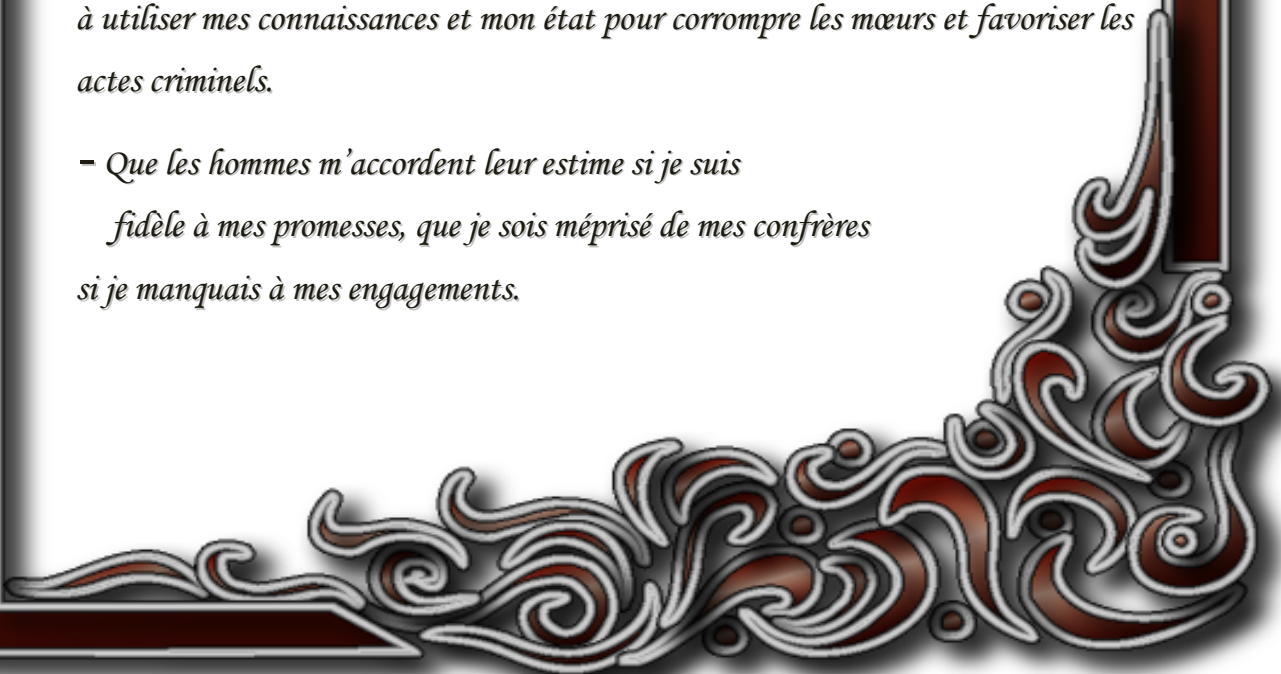 à utiliser mes connaissances et mon état pour corrompre les mœurs et favoriser les
actes criminels.
- Que les hommes m’accordent leur estime si je suis
fidèle à mes promesses, que je sois méprisé de mes confrères
si je manquais à mes engagements.